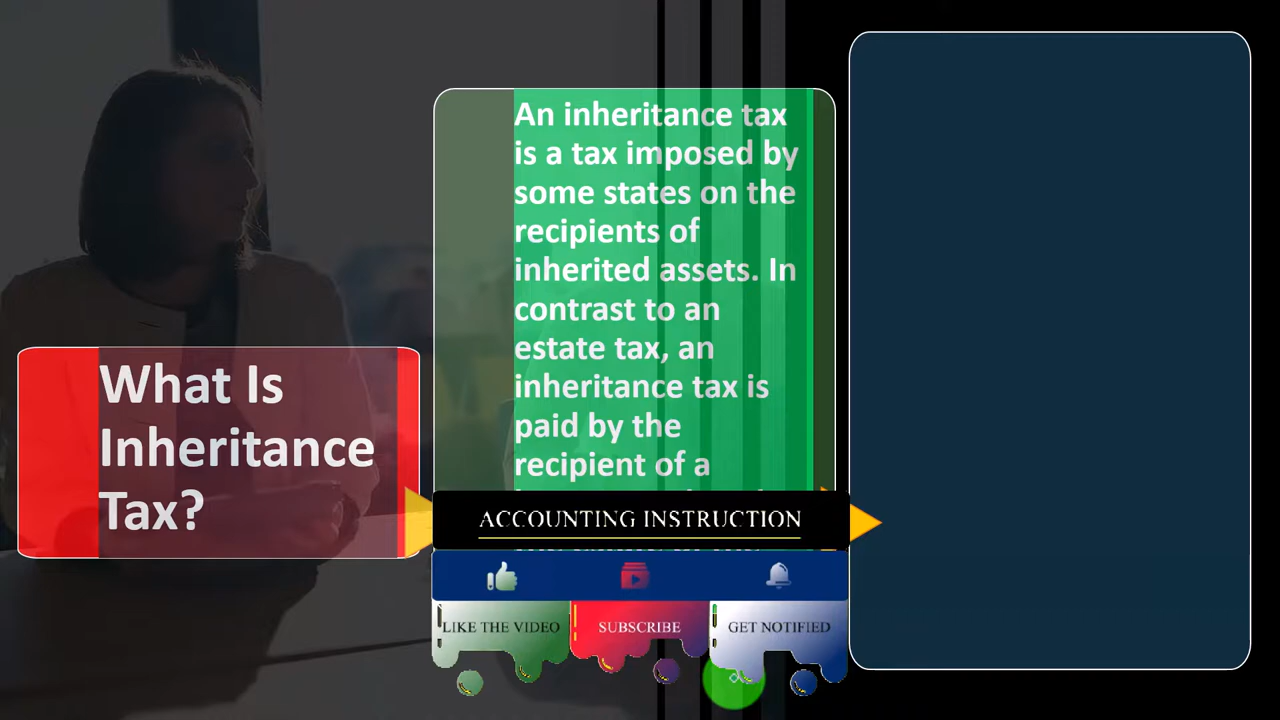 What Is
Inheritance
Tax?
An inheritance tax
is a tax imposed by
some states on the
recipients of
inherited assets. In
contrast to an
estate tax, an
inheritance tax is
paid by the
recipient of a
ACCOUNTING INSTRUCTION
LIKE THE VIDEO
SUBSCRIBE
GET NOTIFIED